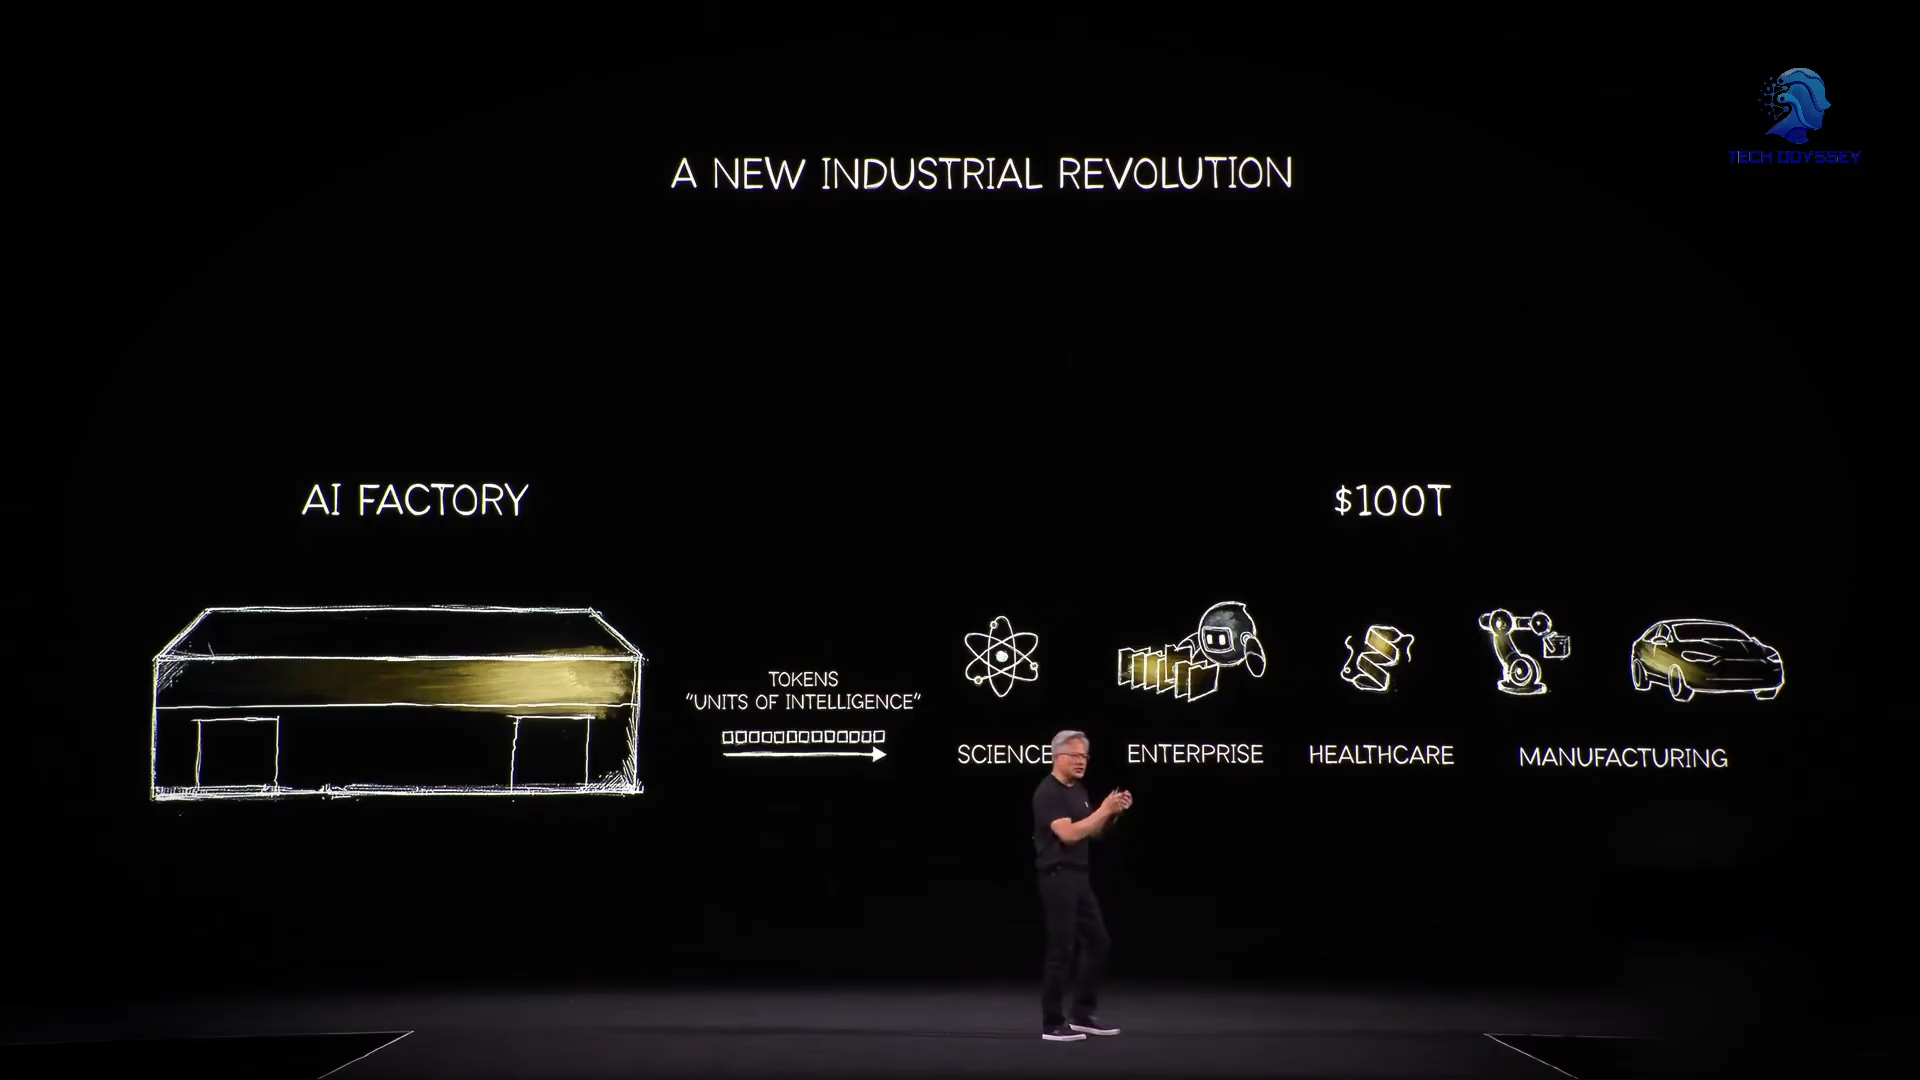 TECH ODYSSEY
A NEW INDUSTRIAL REVOLUTION
AI FACTORY
$100T
TOKENS
“UNITS OF INTELLIGENCE”
SCIENCE
ENTERPRISE
HEALTHCARE
MANUFACTURING